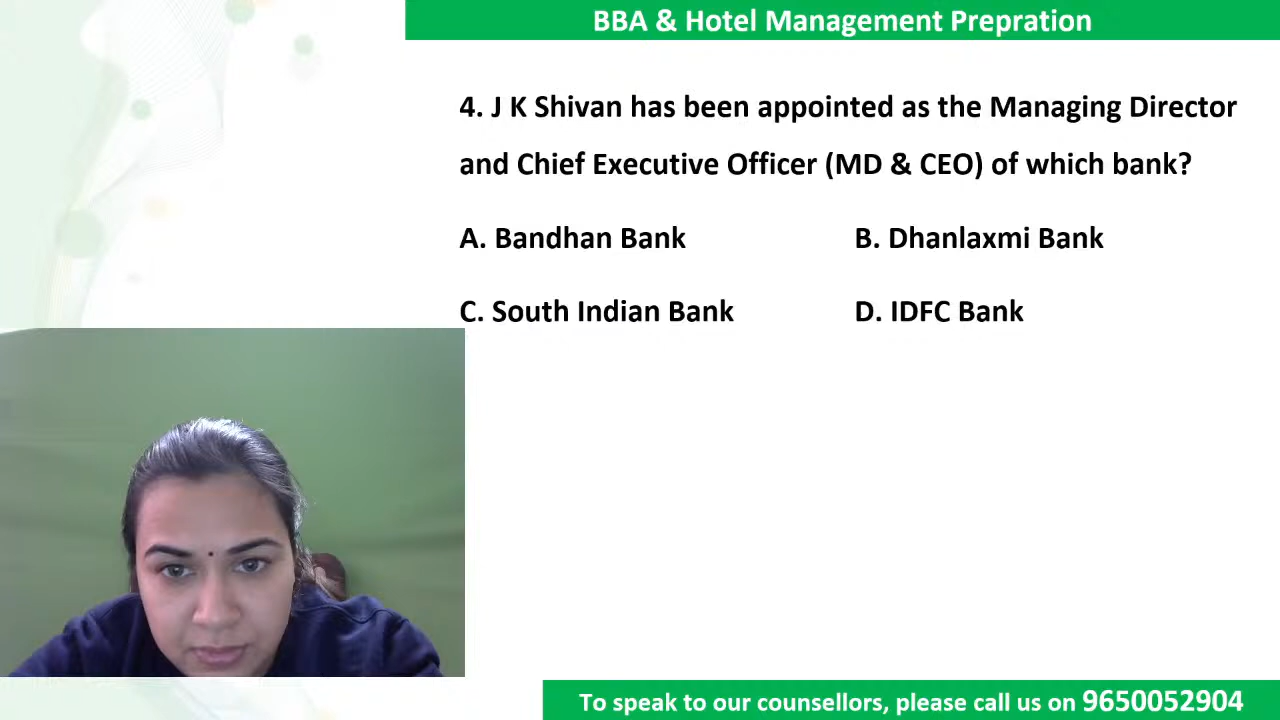 BBA & Hotel Management Prepration
4. J K Shivan has been appointed as the Managing Director
and Chief Executive Officer (MD & CEO) of which bank?
A. Bandhan Bank B. Dhanlaxmi Bank
C. South Indian Bank D. IDFC Bank
To speak to our counsellors, please call us on 9650052904